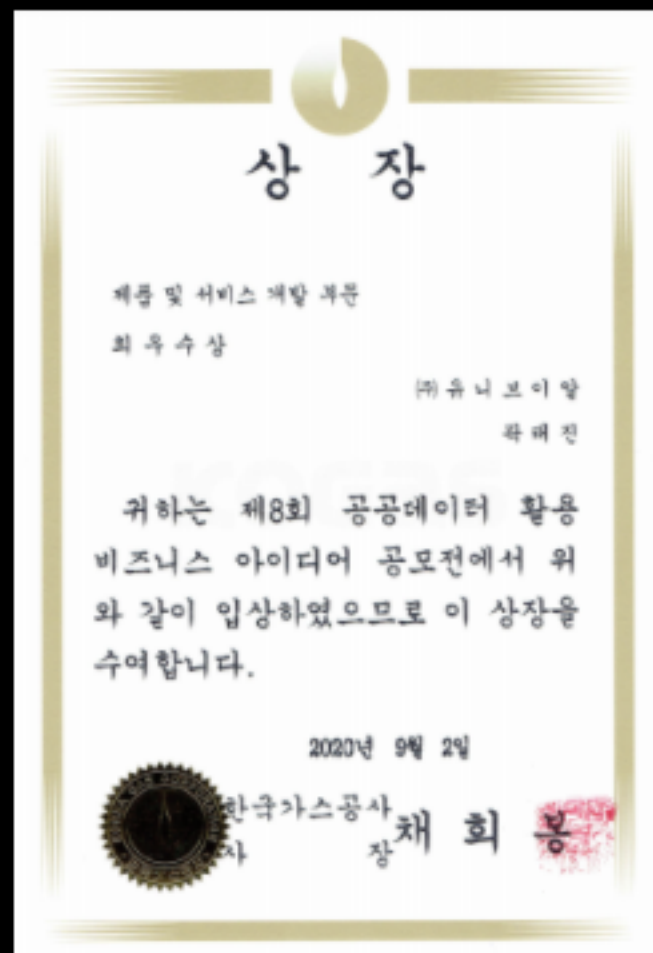 상 장
제품 및 서비스 개발 부문
최 우 수 상
㈜ 유 니 브 이 알
곽 태 진
KOGAS
귀하는 제8회 공공데이터 활용
비즈니스 아이디어 공모전에서 위
와 같이 입상하였으므로 이 상장을
수여합니다.
2020년 9월 2일
한국가스공사
사 장 채 희 봉